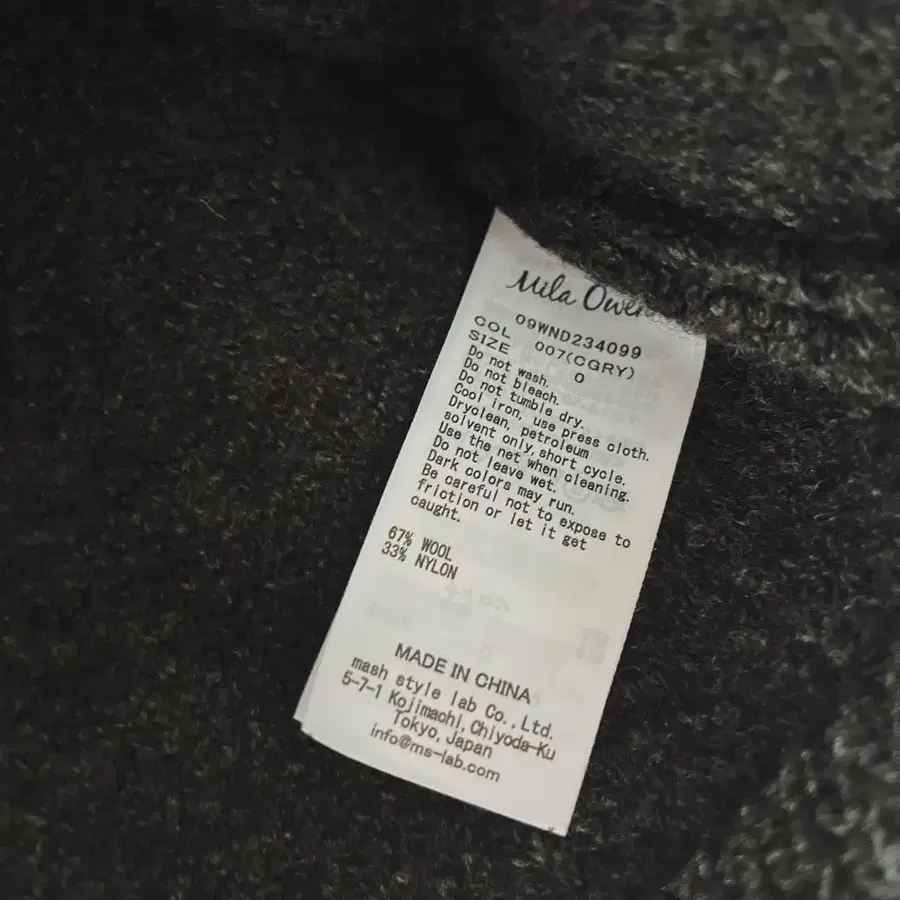 Mila Owen
09WND234099
COL 007(CGRY)
SIZE 0
Do not wash.
Do not bleach.
Do not tumble dry.
Cool iron, use press cloth.
Dryclean, petroleum
solvent only, short cycle.
Use the net when cleaning.
Do not leave wet.
Dark colors may run.
Be careful not to expose to
friction or let it get
caught.
67% WOOL
33% NYLON
MADE IN CHINA
mash style lab Co.,Ltd.
5-7-1 Kojimachi, Chiyoda-Ku
Tokyo, Japan
info@ms-lab.com